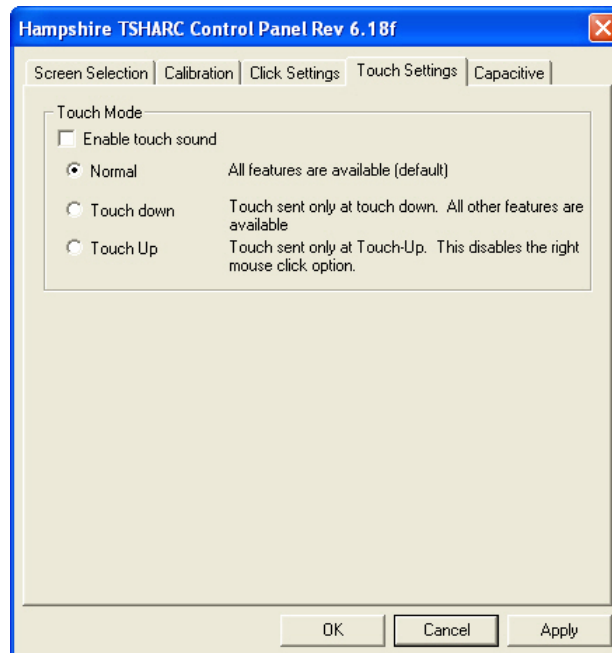 Hampshire TSHARC Control Panel Rev 6.18f
Screen Selection Calibration Click Settings Touch Settings Capacitive
Touch Mode
Enable touch sound
Normal All features are available (default)
Touch down Touch sent only at touch down. All other features are
available
Touch Up Touch sent only at Touch-Up. This disables the right
mouse click option.
OK Cancel Apply